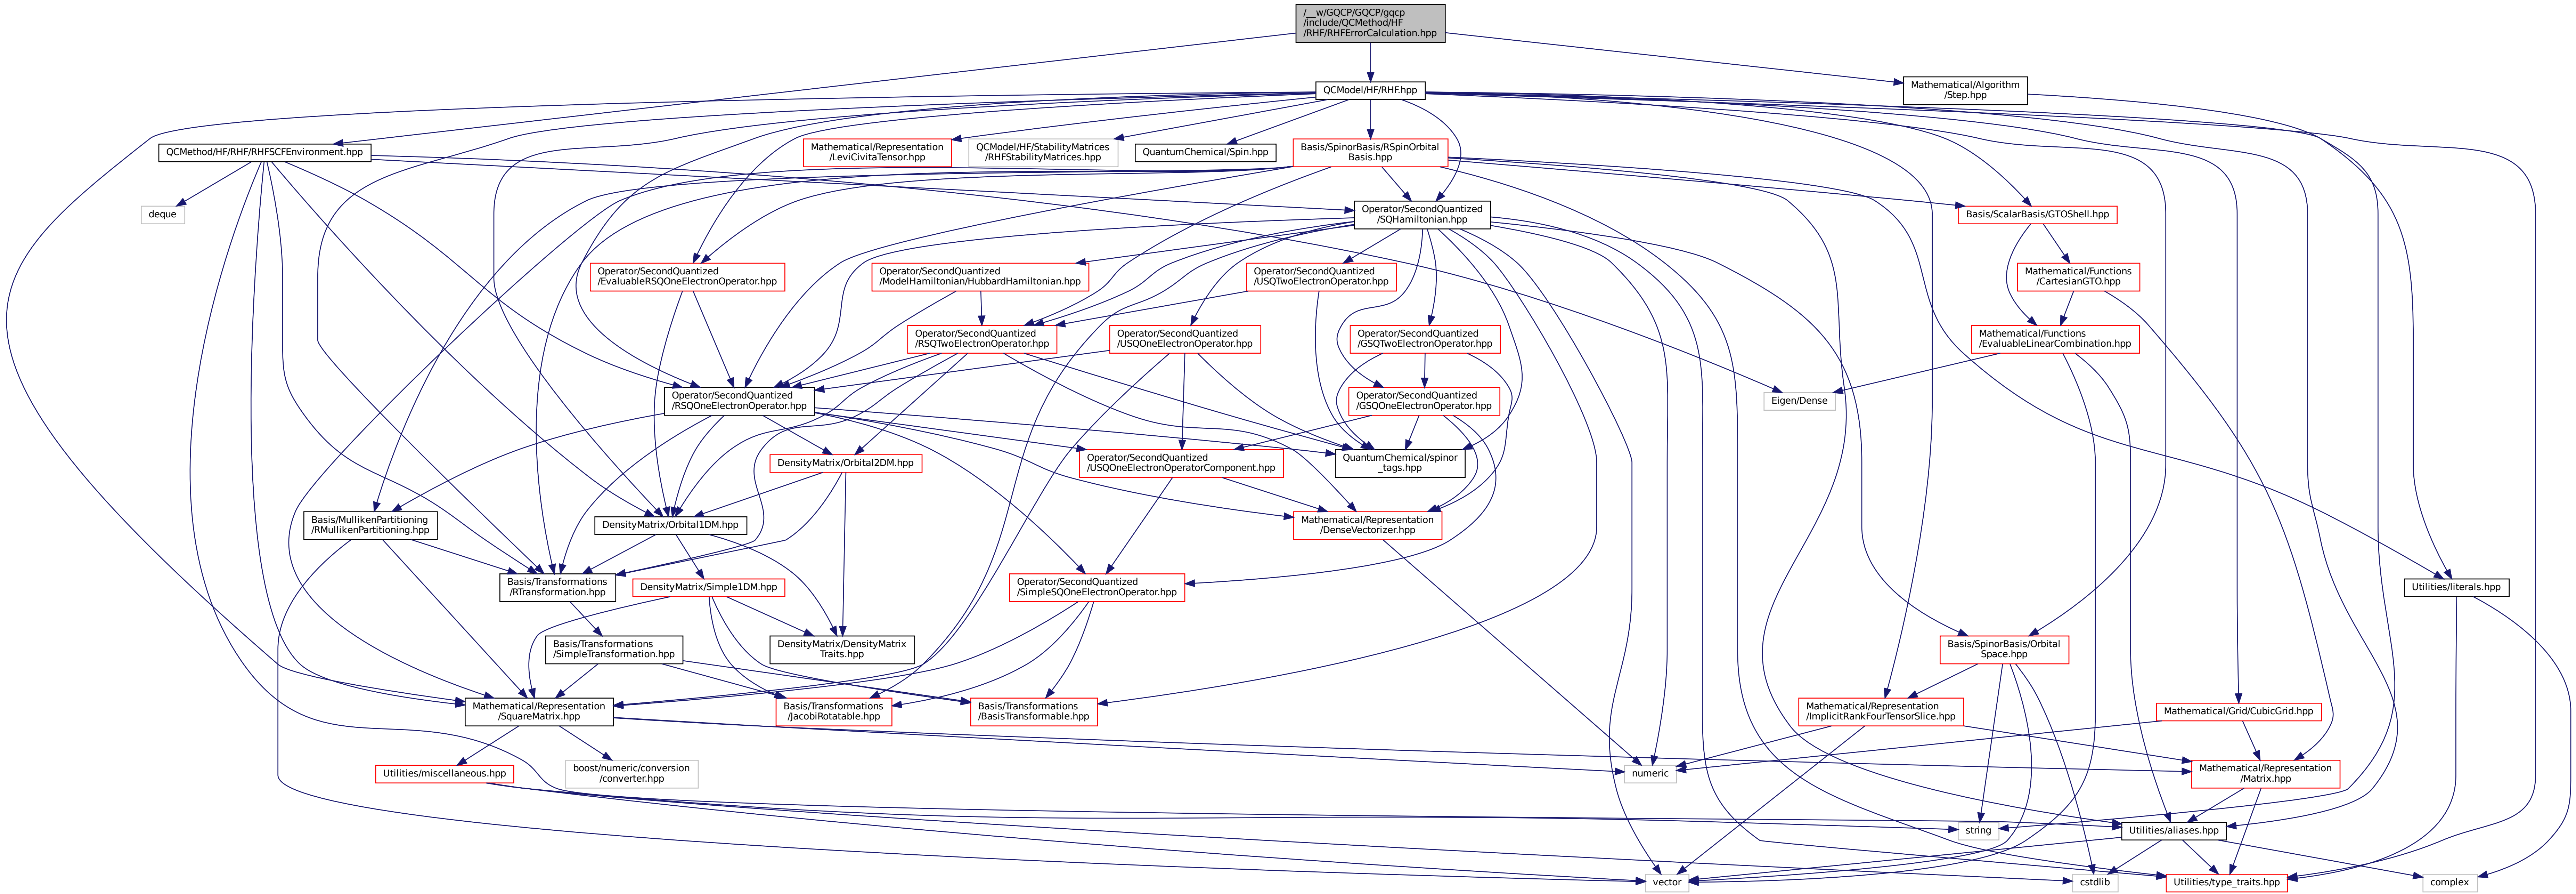 /__w/GQCP/GQCP/gqcp
/include/QCMethod/HF
/RHF/RHFErrorCalculation.hpp
QCModel/HF/RHF.hpp
Mathematical/Algorithm
/Step.hpp
QCMethod/HF/RHF/RHFSCFEnvironment.hpp
Mathematical/Representation
/LeviCivitaTensor.hpp
QCModel/HF/StabilityMatrices
/RHFStabilityMatrices.hpp
QuantumChemical/Spin.hpp
Basis/SpinorBasis/RSpinOrbital
Basis.hpp
deque
Operator/SecondQuantized
/SQHamiltonian.hpp
Basis/ScalarBasis/GTOShell.hpp
Operator/SecondQuantized
/EvaluableRSQOneElectronOperator.hpp
Operator/SecondQuantized
/ModelHamiltonian/HubbardHamiltonian.hpp
Operator/SecondQuantized
/USQTwoElectronOperator.hpp
Mathematical/Functions
/CartesianGTO.hpp
Operator/SecondQuantized
/RSQTwoElectronOperator.hpp
Operator/SecondQuantized
/USQOneElectronOperator.hpp
Operator/SecondQuantized
/GSQTwoElectronOperator.hpp
Mathematical/Functions
/EvaluableLinearCombination.hpp
Operator/SecondQuantized
/RSQOneElectronOperator.hpp
Operator/SecondQuantized
/GSQOneElectronOperator.hpp
Eigen/Dense
DensityMatrix/Orbital2DM.hpp
Operator/SecondQuantized
/USQOneElectronOperatorComponent.hpp
QuantumChemical/spinor
_tags.hpp
Basis/MullikenPartitioning
/RMullikenPartitioning.hpp
DensityMatrix/Orbital1DM.hpp
Mathematical/Representation
/DenseVectorizer.hpp
Basis/Transformations
/RTransformation.hpp
DensityMatrix/Simple1DM.hpp
Operator/SecondQuantized
/SimpleSQOneElectronOperator.hpp
Utilities/literals.hpp
Basis/Transformations
/SimpleTransformation.hpp
DensityMatrix/DensityMatrix
Traits.hpp
Basis/SpinorBasis/Orbital
Space.hpp
Mathematical/Representation
/SquareMatrix.hpp
Basis/Transformations
/JacobiRotatable.hpp
Basis/Transformations
/BasisTransformable.hpp
Mathematical/Representation
/ImplicitRankFourTensorSlice.hpp
Mathematical/Grid/CubicGrid.hpp
Utilities/miscellaneous.hpp
boost/numeric/conversion
/converter.hpp
numeric
Mathematical/Representation
/Matrix.hpp
string
Utilities/aliases.hpp
vector
cstdlib
Utilities/type_traits.hpp
complex